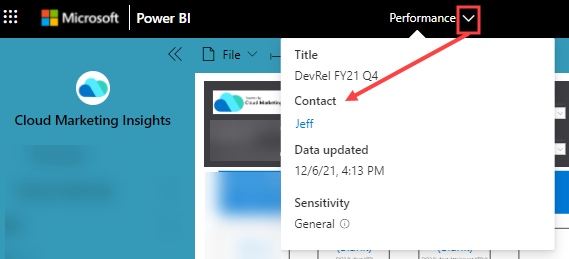 Microsoft Power BI Performance
File
Title
DevRel FY21 Q4
Contact
Jeff
Data updated
12/6/21, 4:13 PM
Sensitivity
General
Cloud Marketing Insights
Cloud Marketing